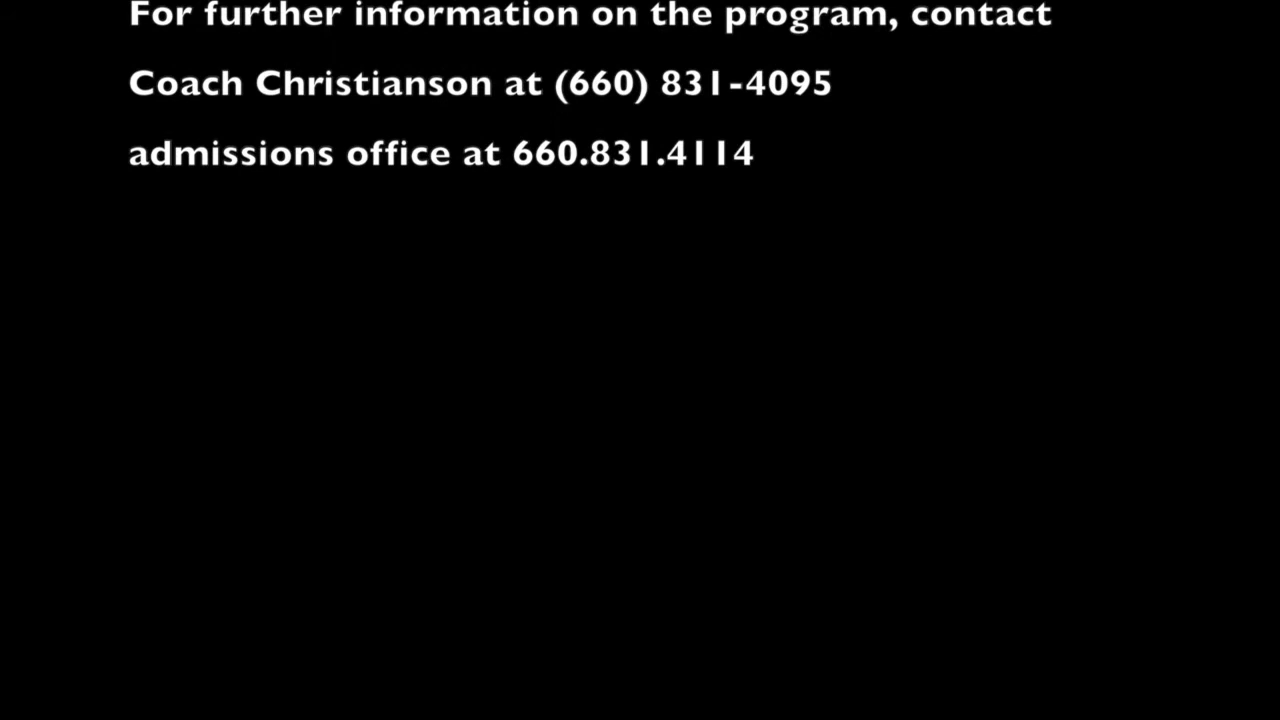 For further information on the program, contact
Coach Christianson at (660) 831-4095
admissions office at 660.831.4114